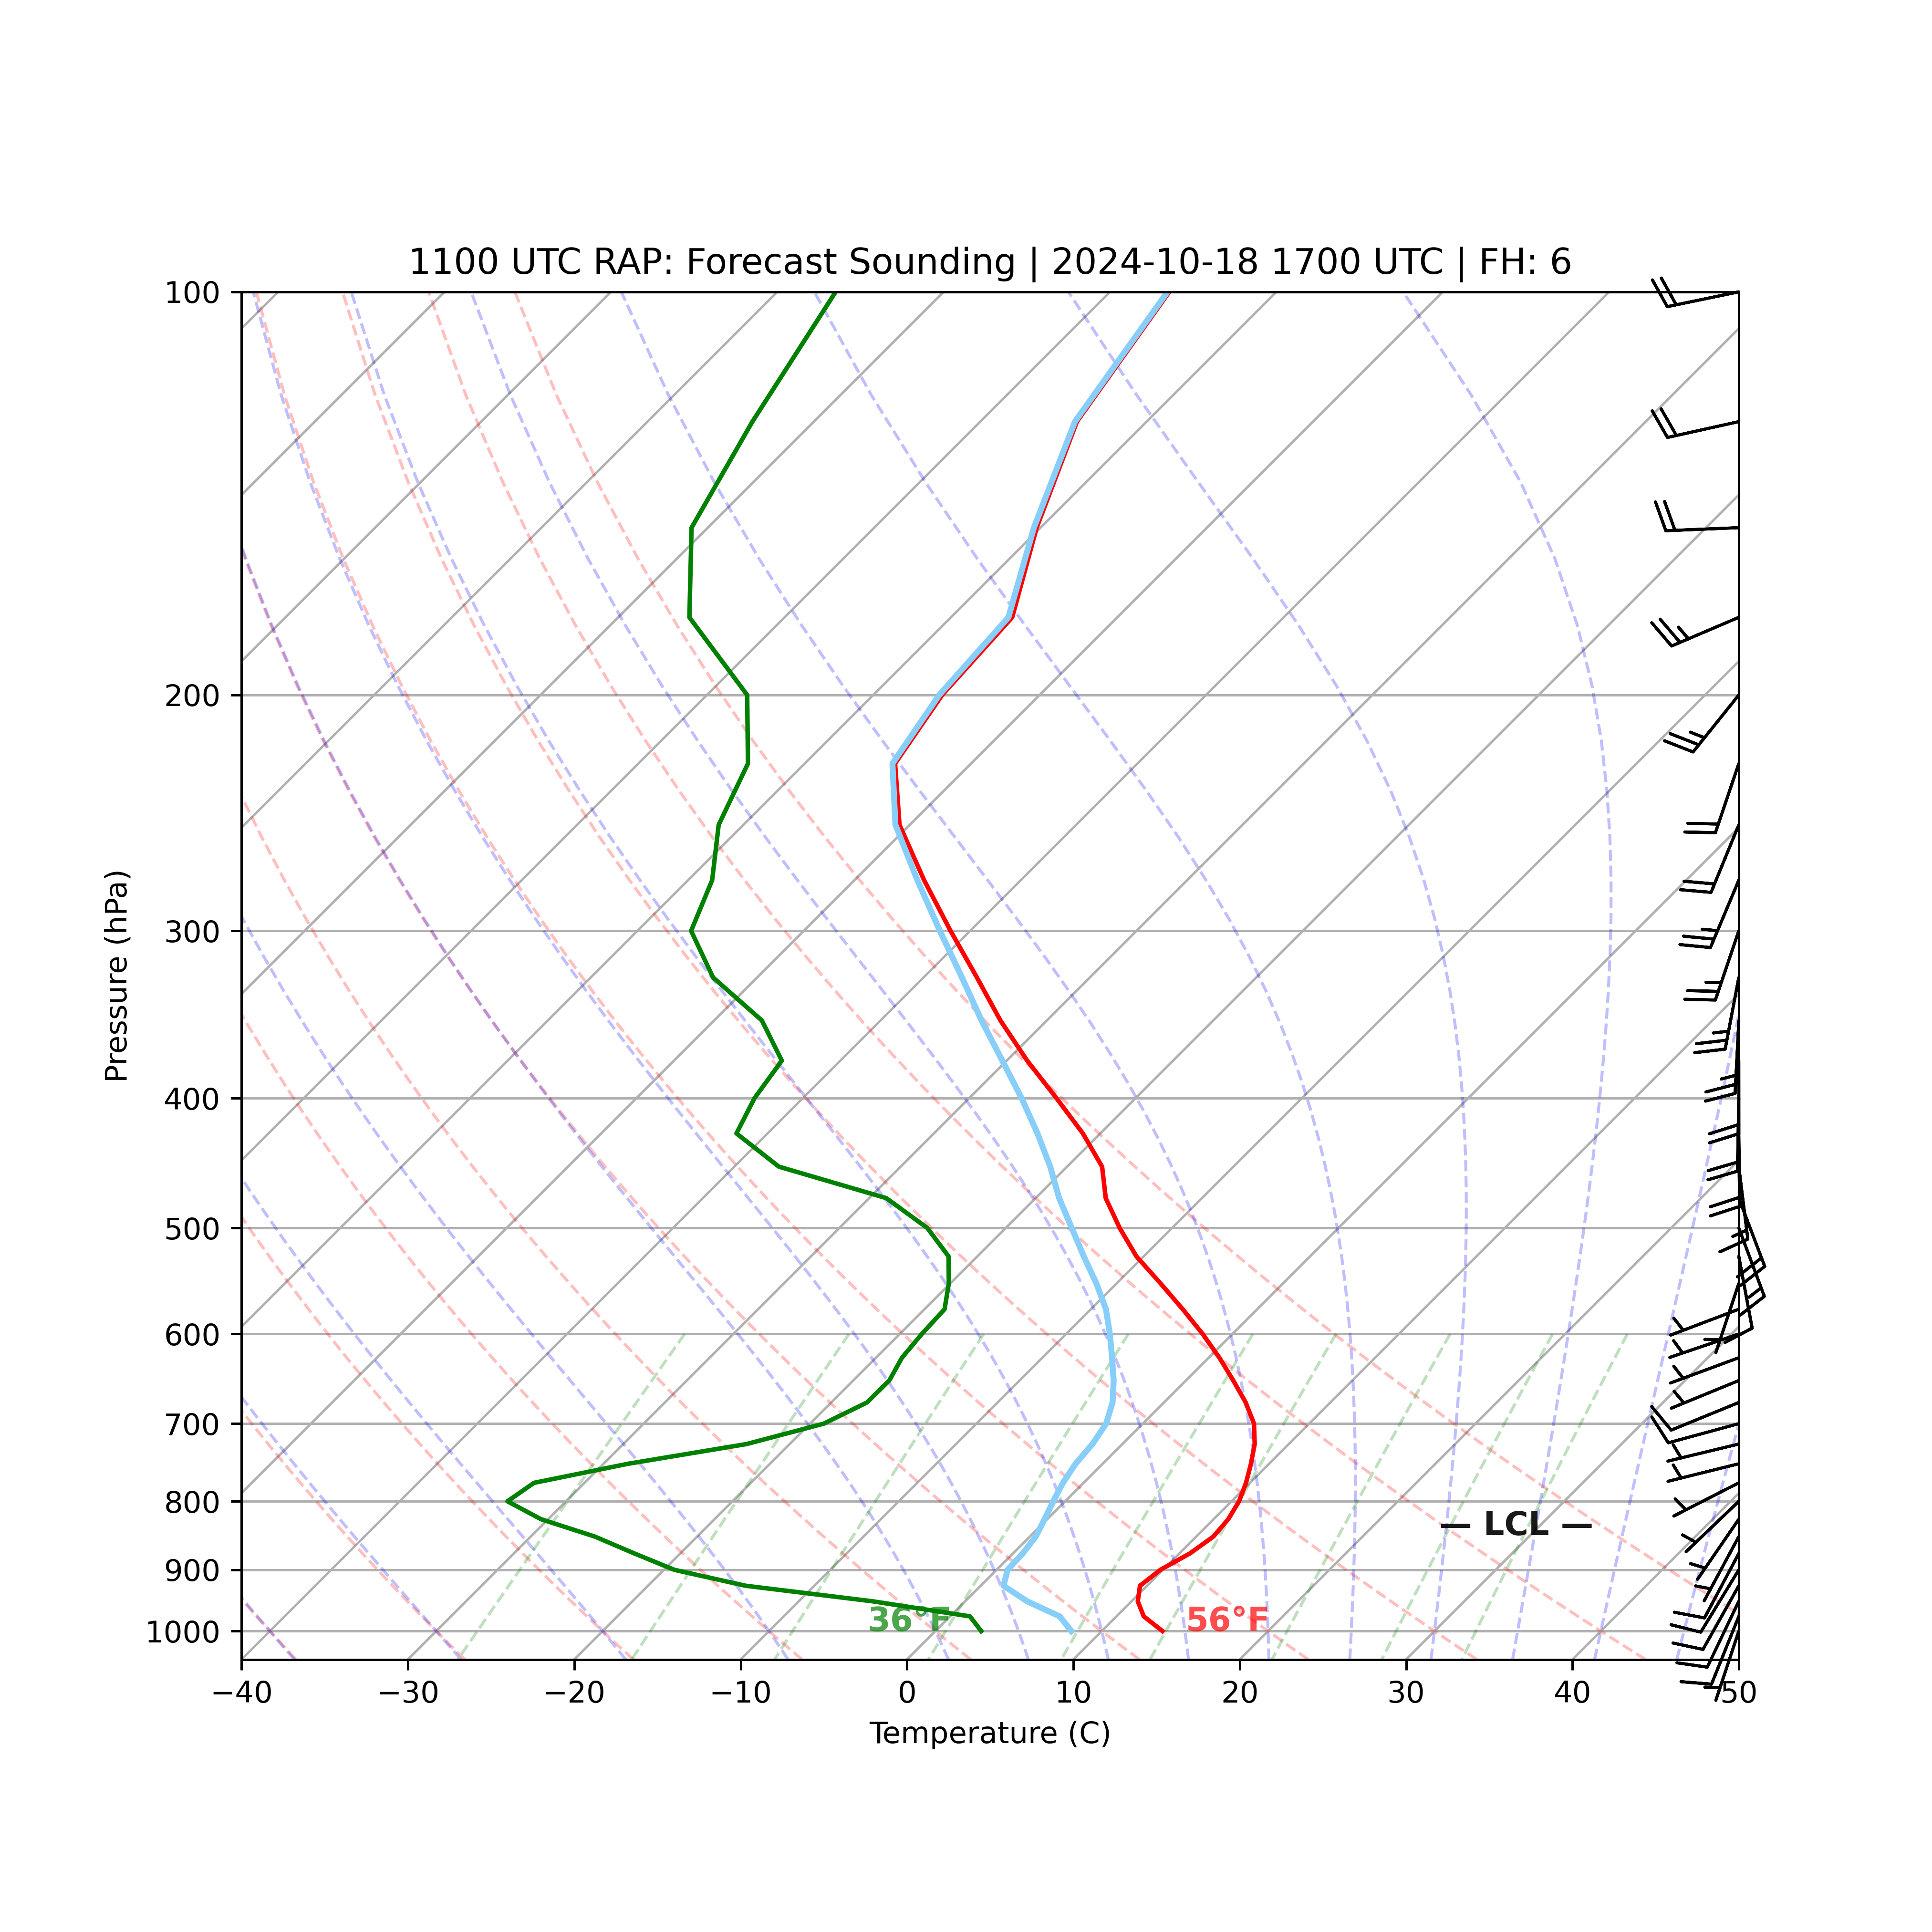 1100 UTC RAP: Forecast Sounding | 2024-10-18 1700 UTC | FH: 6
100
200
300
400
500
600
700
800
900
1000
Pressure (hPa)
— LCL —
36°F
56°F
−40 −30 −20 −10 0 10 20 30 40 50
Temperature (C)